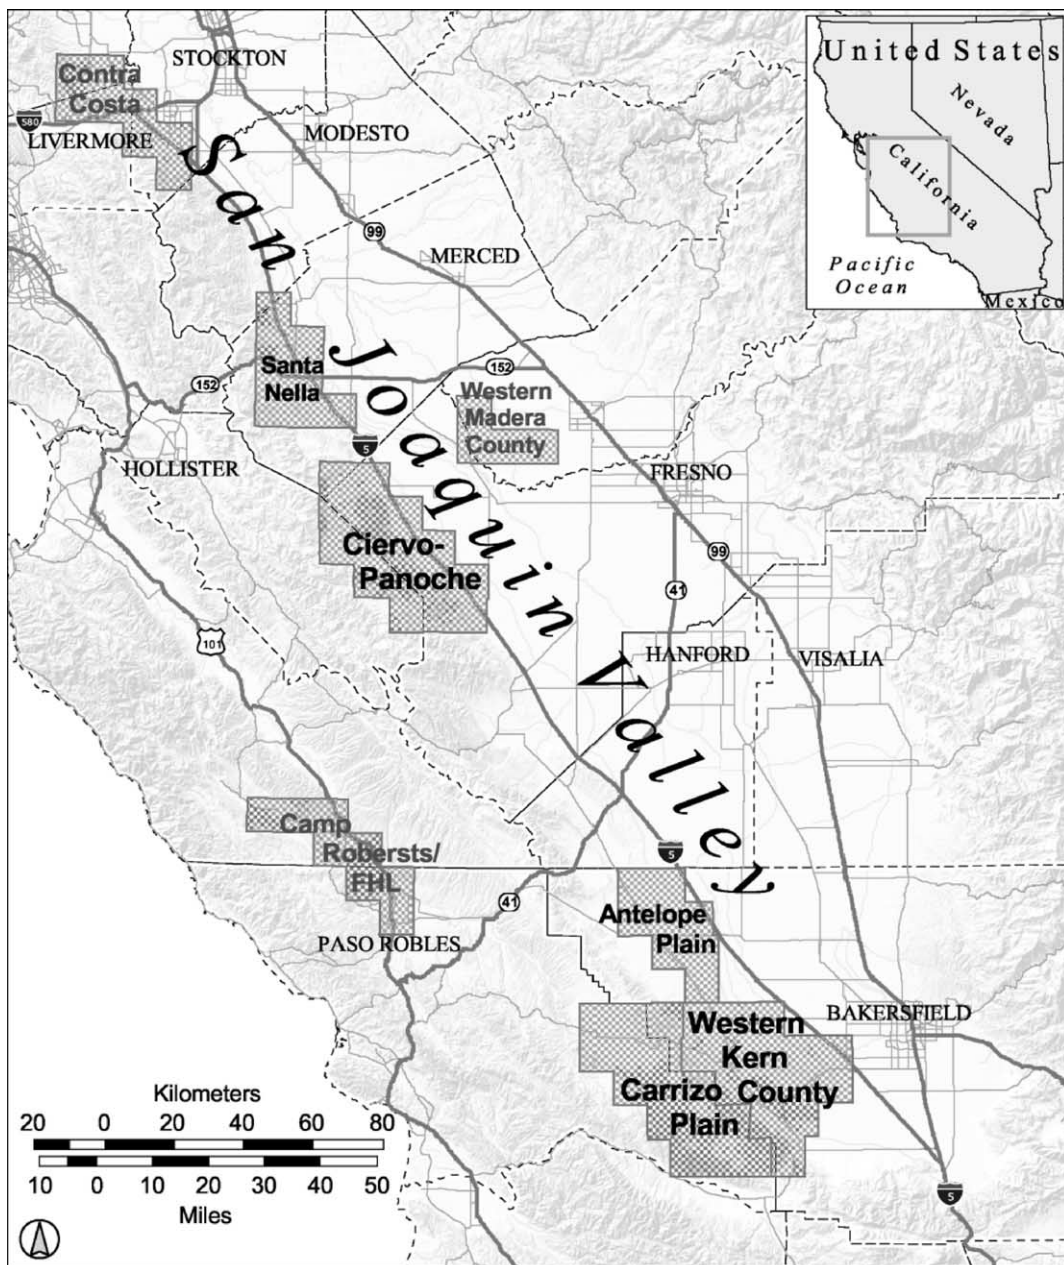 STOCKTON
Contra
Costa
580
LIVERMORE
MODESTO
San Joaquin Valley
99
MERCED
United States
Nevada
California
Pacific
Ocean
Mexico
Santa
Nella
152
152
Western
Madera
County
5
HOLLISTER
FRESNO
Ciervo-
Panoche
99
41
101
HANFORD
VISALIA
Camp
Robersts/
FHL
5
41
PASO ROBLES
Antelope
Plain
BAKERSFIELD
Western
Kern
County
Carrizo
Plain
5
Kilometers
20 0 20 40 60 80
10 0 10 20 30 40 50
Miles